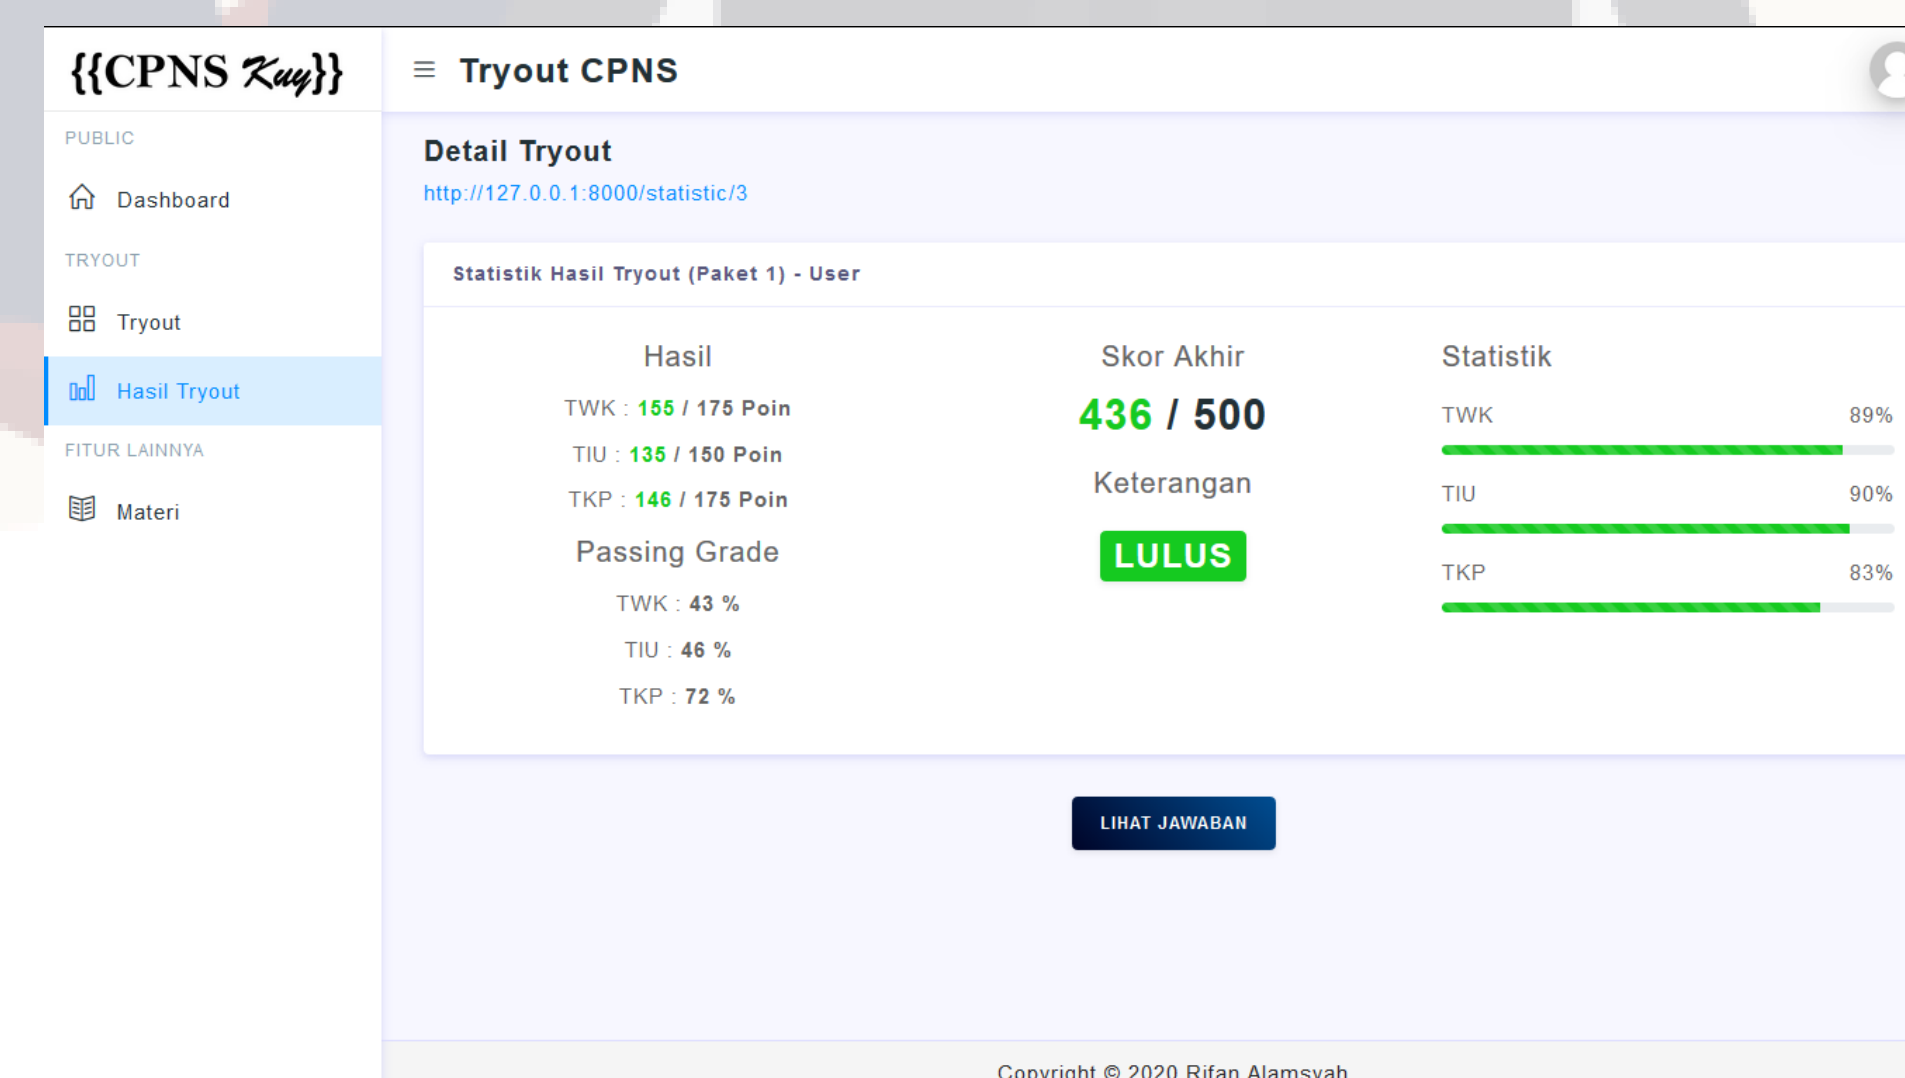 {{CPNS Kuy}}
PUBLIC
Dashboard
TRYOUT
Tryout
Hasil Tryout
FITUR LAINNYA
Materi
Tryout CPNS
Detail Tryout
http://127.0.0.1:8000/statistic/3
Statistik Hasil Tryout (Paket 1) - User
Hasil
TWK : 155 / 175 Poin
TIU : 135 / 150 Poin
TKP : 146 / 175 Poin
Passing Grade
TWK : 43 %
TIU : 46 %
TKP : 72 %
Skor Akhir
436 / 500
Keterangan
LULUS
Statistik
TWK 89%
TIU 90%
TKP 83%
LIHAT JAWABAN
Copyright © 2020 Rifan Alamsyah